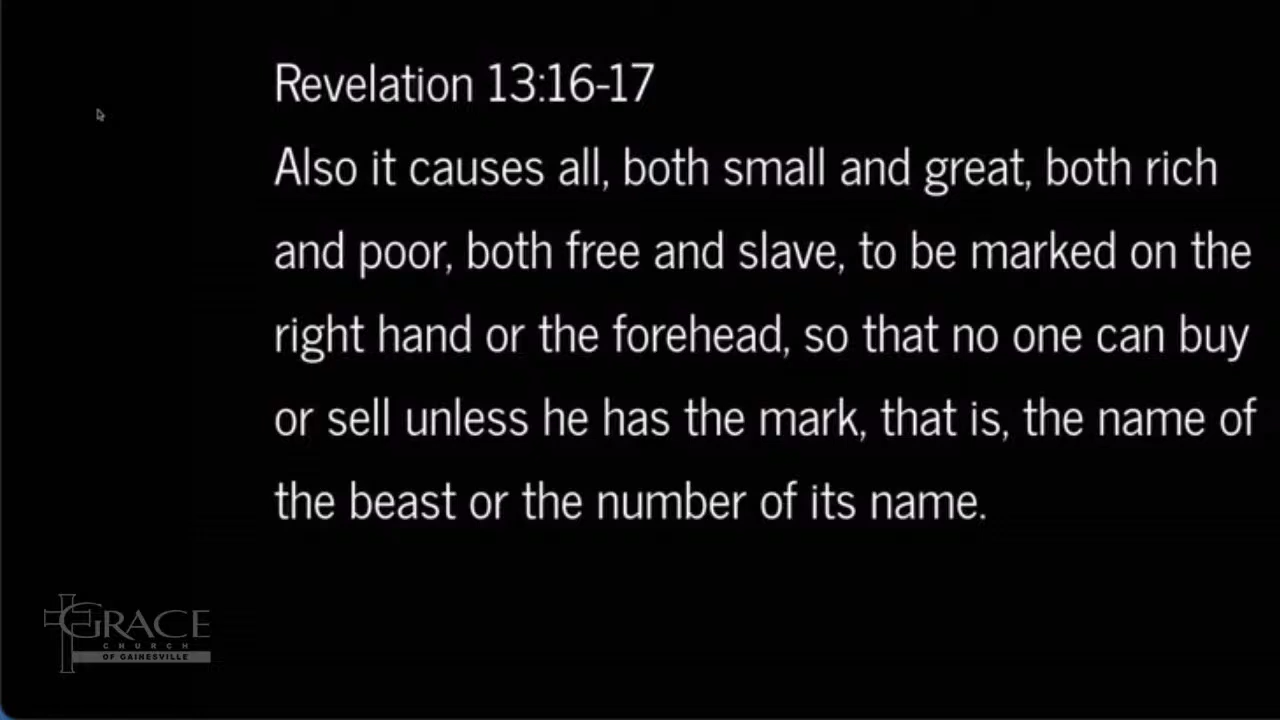 Revelation 13:16-17
Also it causes all, both small and great, both rich
and poor, both free and slave, to be marked on the
right hand or the forehead, so that no one can buy
or sell unless he has the mark, that is, the name of
the beast or the number of its name.
GRACE
CHURCH
OF GAINESVILLE